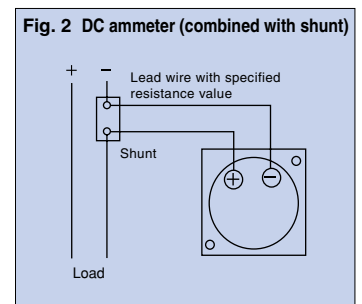 Fig. 2 DC ammeter (combined with shunt)
+ −
Lead wire with specified
resistance value
Shunt
+ −
Load